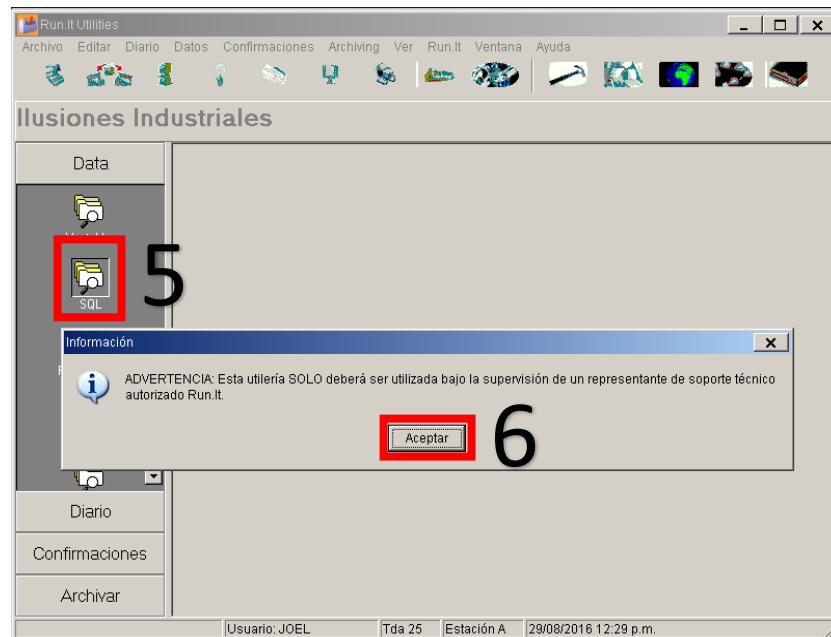 Run.It Utilities
Archivo Editar Diario Datos Confirmaciones Archiving Ver Run.It Ventana Ayuda
Ilusiones Industriales
Data
SQL
5
Información
ADVERTENCIA: Esta utilería SOLO deberá ser utilizada bajo la supervisión de un representante de soporte técnico
autorizado Run.It.
Aceptar
6
Diario
Confirmaciones
Archivar
Usuario: JOEL Tda 25 Estación A 29/08/2016 12:29 p.m.